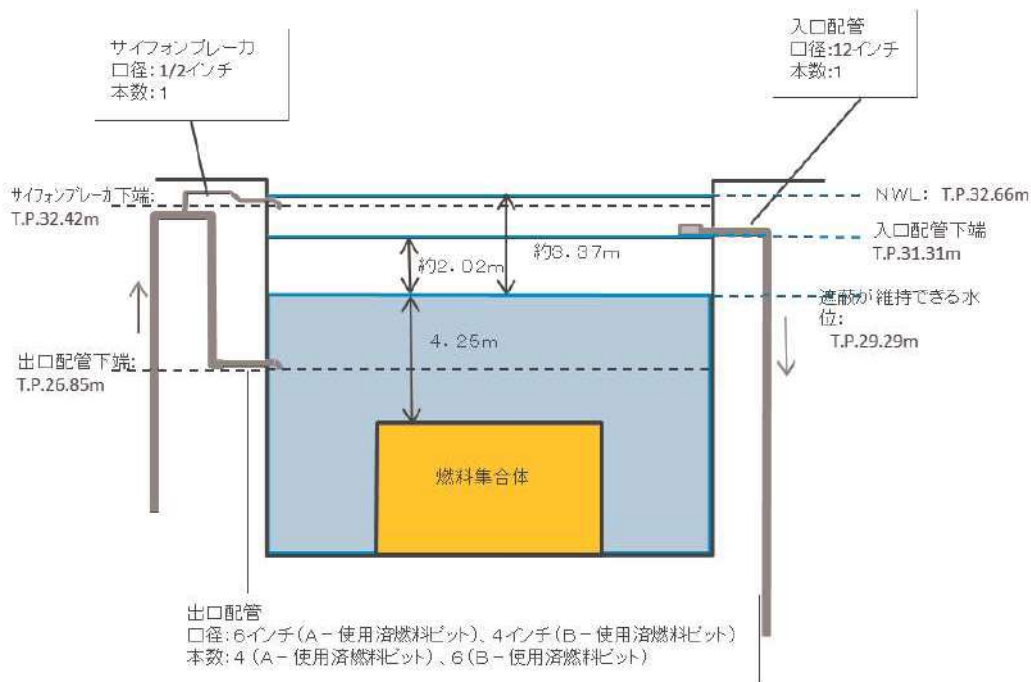 サイフォンブレーカ
口径:1/2インチ
本数:1
入口配管
口径:12インチ
本数:1
サイフォンブレーカ下端:
T.P.32.42m
NWL: T.P.32.66m
入口配管下端
T.P.31.31m
約3.37m
約2.02m
遮蔽が維持できる水
位:
T.P.29.29m
4.25m
出口配管下端:
T.P.26.85m
燃料集合体
出口配管
口径:6インチ(A-使用済燃料ピット)、4インチ(B-使用済燃料ピット)
本数:4(A-使用済燃料ピット)、6(B-使用済燃料ピット)